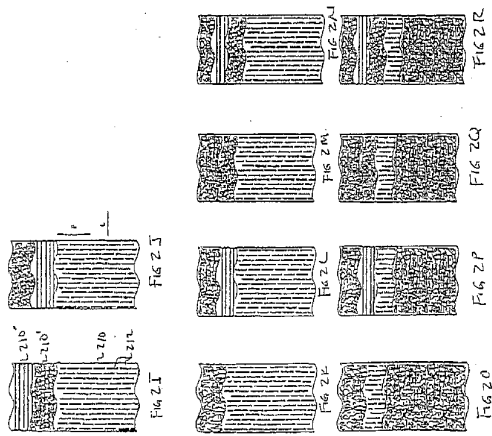 210"
210'
210
212
FIG 2I
FIG 2J
FIG 2K
FIG 2L
FIG 2M
FIG 2N
FIG 2O
FIG 2P
FIG 2Q
FIG 2R